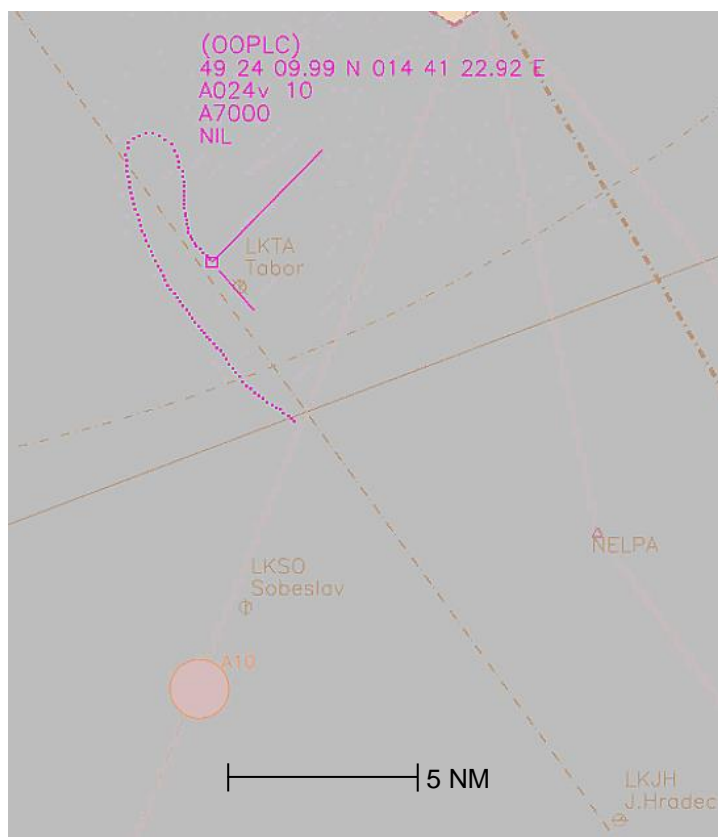 (OOPLC)
49 24 09.99 N 014 41 22.92 E
A024v 10
A7000
NIL
LKTA
Tabor
NELPA
LKSO
Sobeslav
A10
5 NM
LKJH
J.Hradec